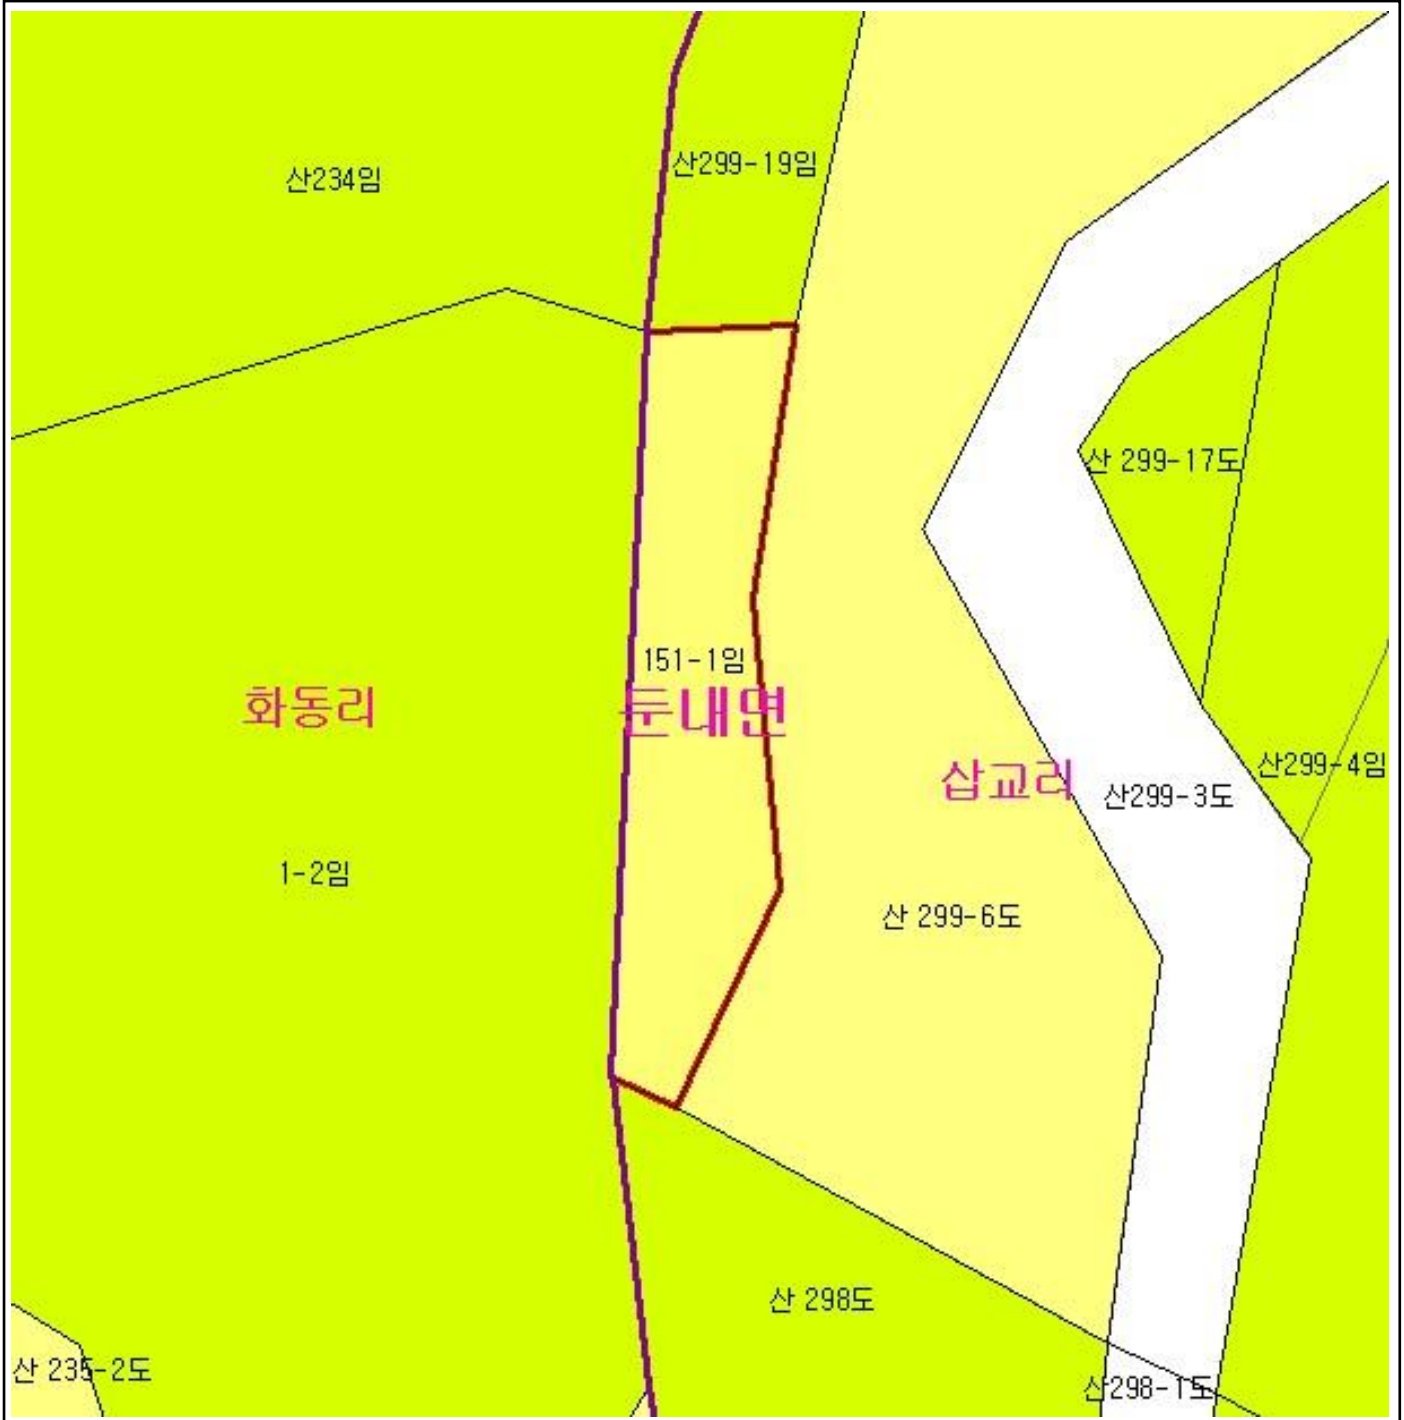 산299-19임
산234임
산 299-17도
151-1임
화동리
둔내면
삽교리
산299-4임
산299-3도
1-2임
산 299-6도
산 298도
산 235-2도
산298-1도